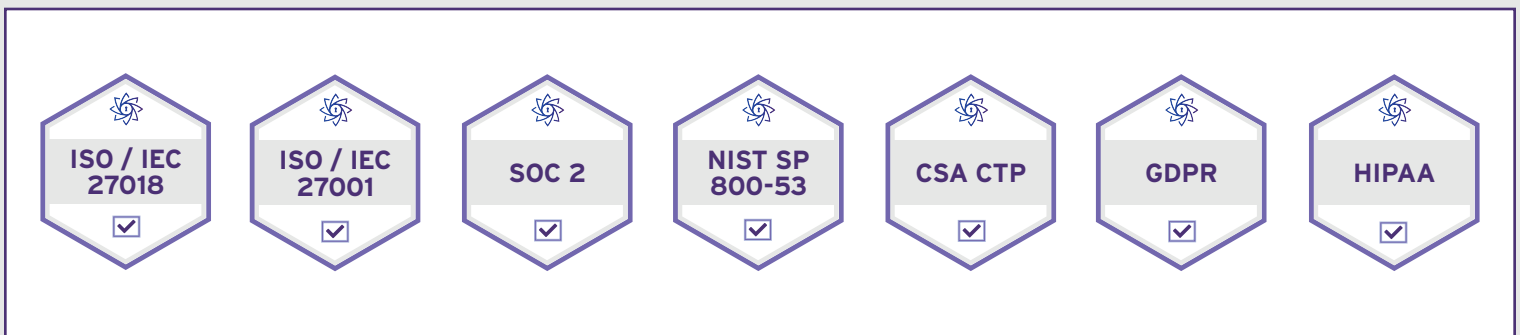 ISO / IEC
27018
ISO / IEC
27001
SOC 2
NIST SP
800-53
CSA CTP
GDPR
HIPAA